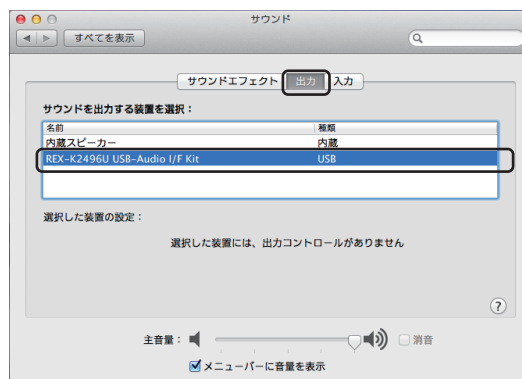 サウンド
すべてを表示
サウンドエフェクト 出力 入力
サウンドを出力する装置を選択：
名前 種類
内蔵スピーカー 内蔵
REX-K2496U USB-Audio I/F Kit USB
選択した装置の設定：
選択した装置には、出力コントロールがありません
?
主音量： 消音
メニューバーに音量を表示